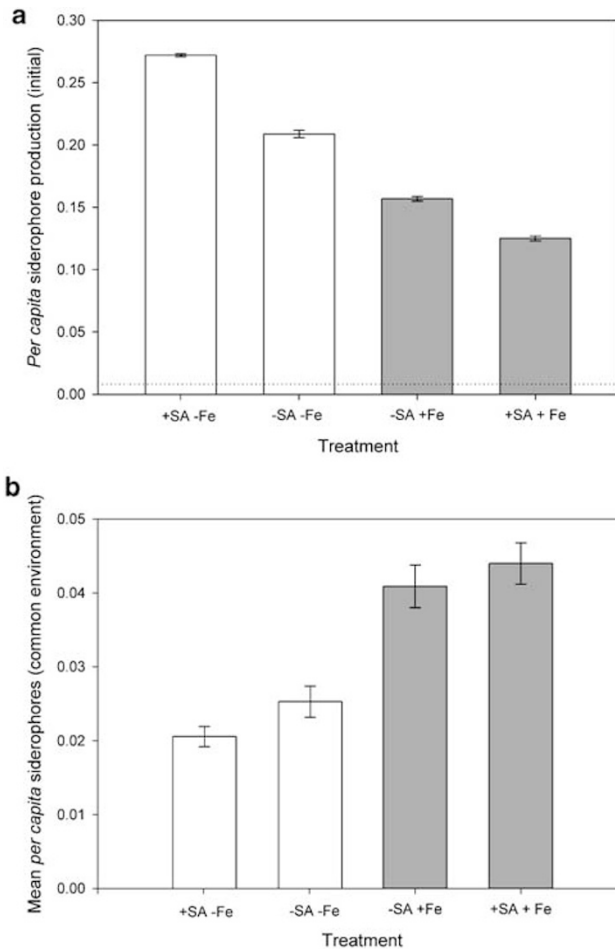 a
Per capita siderophore production (initial)
0.30
0.25
0.20
0.15
0.10
0.05
0.00
+SA -Fe -SA -Fe -SA +Fe +SA + Fe
Treatment
b
Mean per capita siderophores (common environment)
0.05
0.04
0.03
0.02
0.01
0.00
+SA -Fe -SA -Fe -SA +Fe +SA + Fe
Treatment